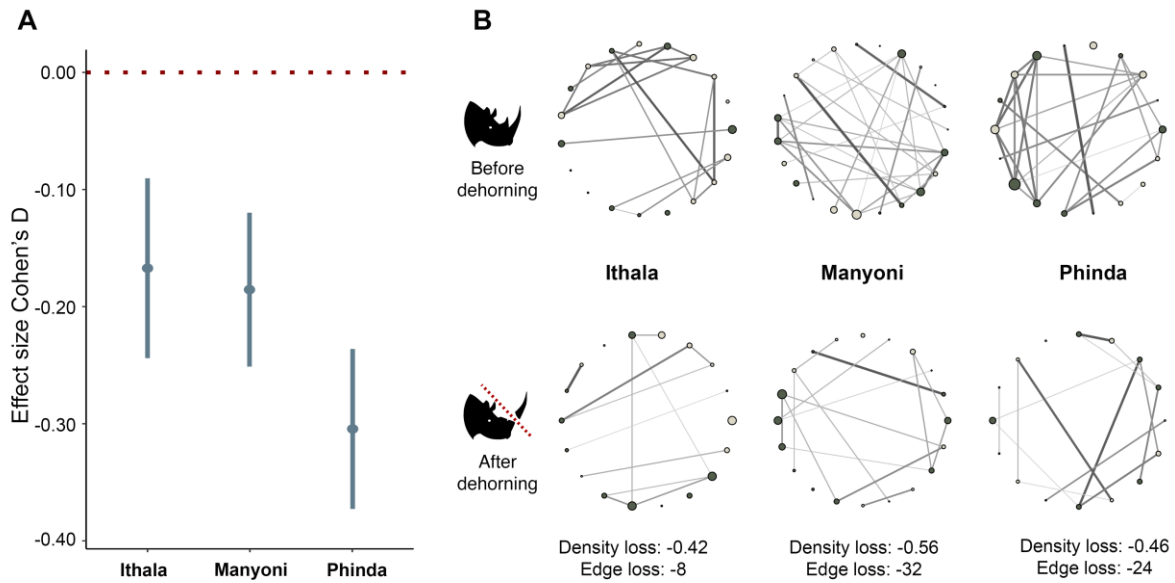 A
Effect size Cohen's D
0.00
-0.10
-0.20
-0.30
-0.40
Ithala Manyoni Phinda
B
Before
dehorning
Ithala Manyoni Phinda
After
dehorning
Density loss: -0.42
Edge loss: -8
Density loss: -0.56
Edge loss: -32
Density loss: -0.46
Edge loss: -24